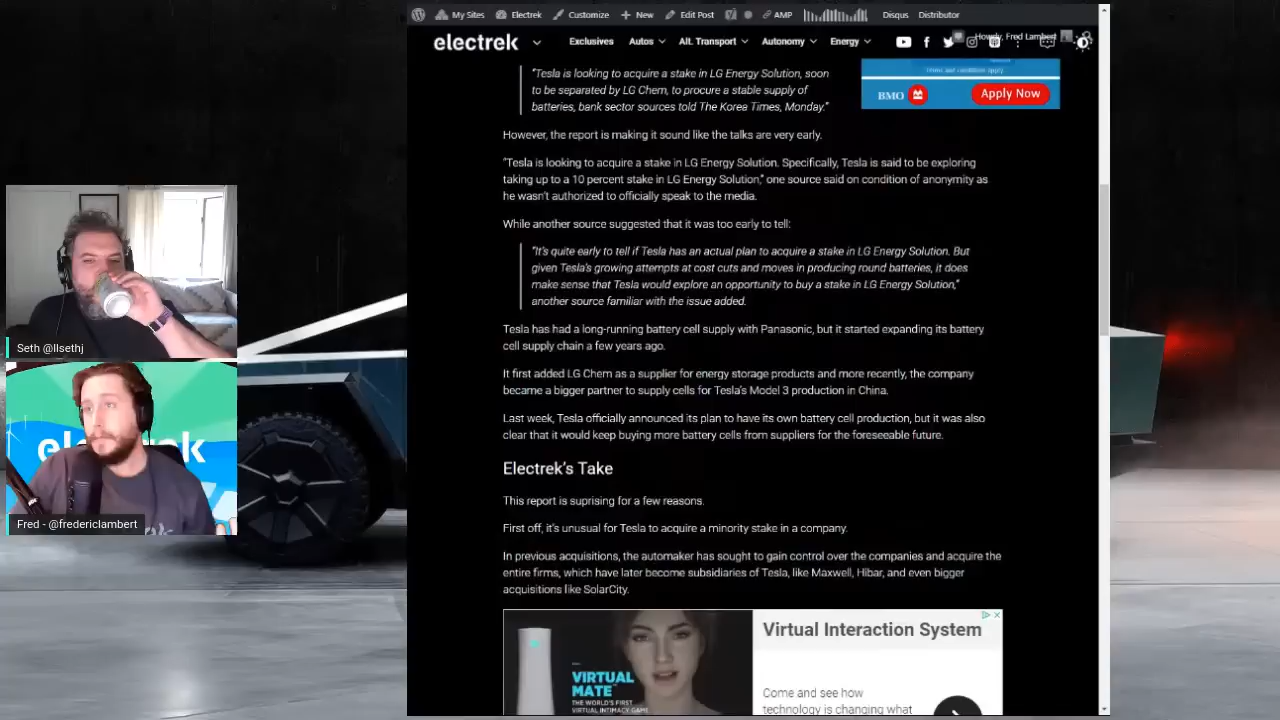 My Sites
Electrek
Customize
New
Edit Post
AMP
Disqus
Distributor
electrek
Exclusives
Autos
Alt. Transport
Autonomy
Energy
Howdy, Fred Lambert
"Tesla is looking to acquire a stake in LG Energy Solution, soon
to be separated by LG Chem, to procure a stable supply of
batteries, bank sector sources told The Korea Times, Monday."
Terms and conditions apply
BMO
Apply Now
However, the report is making it sound like the talks are very early.
"Tesla is looking to acquire a stake in LG Energy Solution. Specifically, Tesla is said to be exploring
taking up to a 10 percent stake in LG Energy Solution," one source said on condition of anonymity as
he wasn't authorized to officially speak to the media.
While another source suggested that it was too early to tell:
"It's quite early to tell if Tesla has an actual plan to acquire a stake in LG Energy Solution. But
given Tesla's growing attempts at cost cuts and moves in producing round batteries, it does
make sense that Tesla would explore an opportunity to buy a stake in LG Energy Solution,"
another source familiar with the issue added.
Tesla has had a long-running battery cell supply with Panasonic, but it started expanding its battery
cell supply chain a few years ago.
It first added LG Chem as a supplier for energy storage products and more recently, the company
became a bigger partner to supply cells for Tesla's Model 3 production in China.
Last week, Tesla officially announced its plan to have its own battery cell production, but it was also
clear that it would keep buying more battery cells from suppliers for the foreseeable future.
Electrek's Take
This report is suprising for a few reasons.
First off, it's unusual for Tesla to acquire a minority stake in a company.
In previous acquisitions, the automaker has sought to gain control over the companies and acquire the
entire firms, which have later become subsidiaries of Tesla, like Maxwell, Hibar, and even bigger
acquisitions like SolarCity.
VIRTUAL
MATE
THE WORLD'S FIRST
VIRTUAL INTIMACY GAME
Virtual Interaction System
Come and see how
technology is changing what
Seth @llsethj
Fred - @fredericlambert